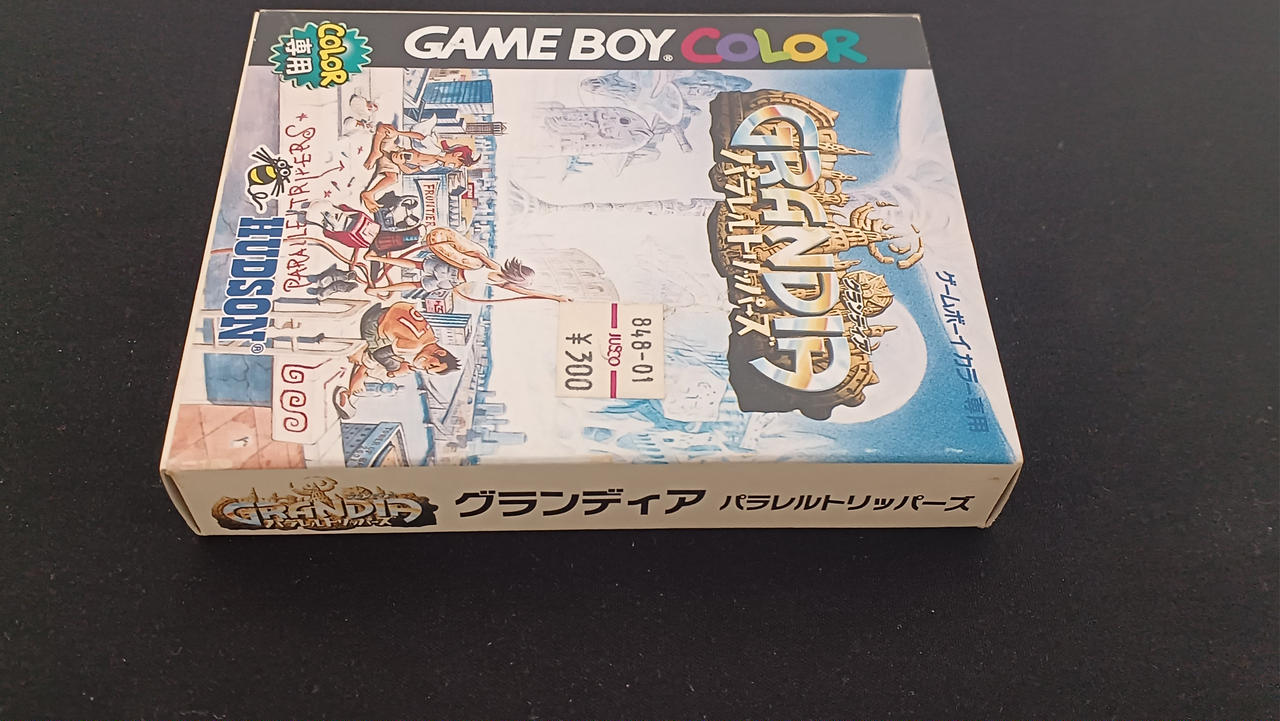 GAME BOY® COLOR
COLOR
専用
ゲームボーイカラー専用
GRANDIA
グランディア
パラレルトリッパーズ
848-01
JUSCO
¥300
FRUIT
PARALLEL TRIPPERS
HUDSON®
GRANDIA
パラレルトリッパーズ
グランディア パラレルトリッパーズ